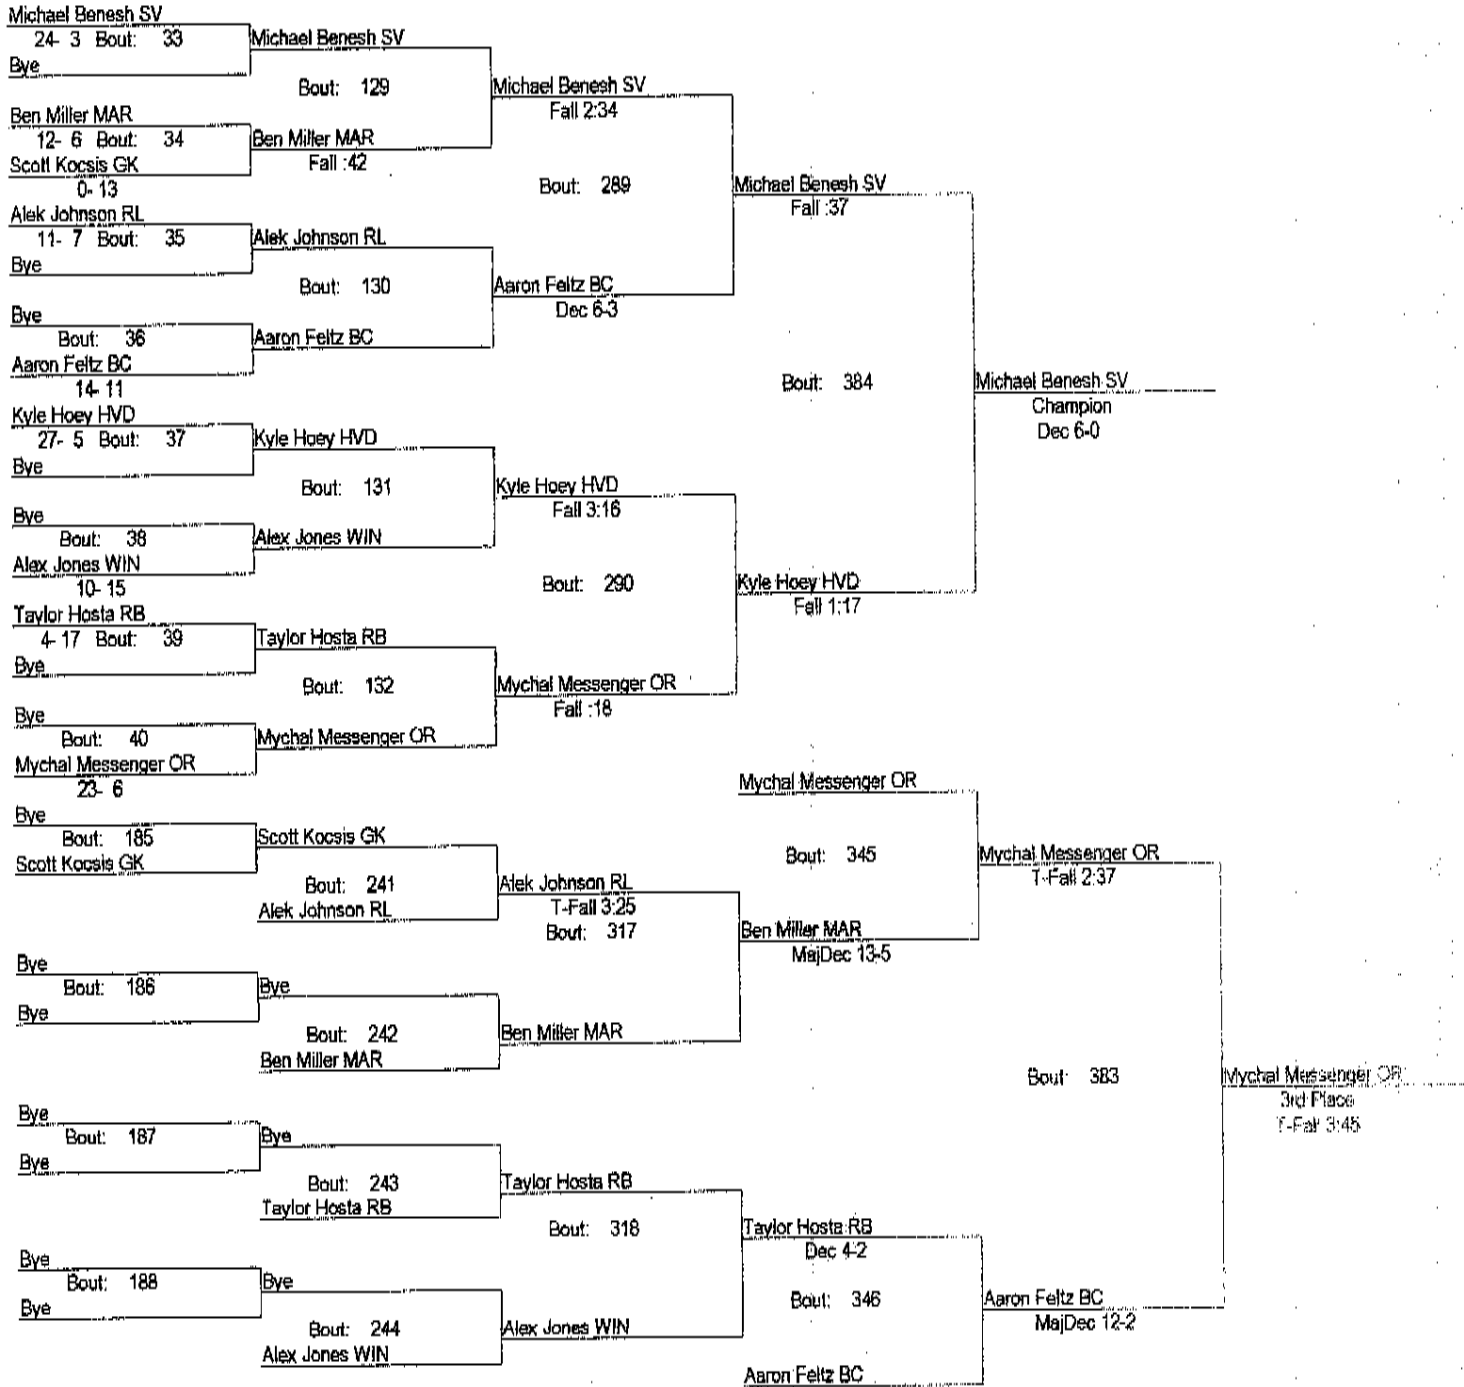 Michael Benesh SV
24- 3 Bout: 33
Bye
Michael Benesh SV
Bout: 129
Ben Miller MAR
12- 6 Bout: 34
Scott Kocsis GK
0- 13
Ben Miller MAR
Fall :42
Michael Benesh SV
Fall 2:34
Bout: 289
Alek Johnson RL
11- 7 Bout: 35
Bye
Alek Johnson RL
Bout: 130
Bye
Bout: 36
Aaron Feltz BC
14- 11
Aaron Feltz BC
Aaron Feltz BC
Dec 6-3
Michael Benesh SV
Fall :37
Bout: 384
Michael Benesh SV
Champion
Dec 6-0
Kyle Hoey HVD
27- 5 Bout: 37
Bye
Kyle Hoey HVD
Bout: 131
Bye
Bout: 38
Alex Jones WIN
10- 15
Alex Jones WIN
Kyle Hoey HVD
Fall 3:16
Bout: 290
Kyle Hoey HVD
Fall 1:17
Taylor Hosta RB
4- 17 Bout: 39
Bye
Taylor Hosta RB
Bout: 132
Bye
Bout: 40
Mychal Messenger OR
23- 6
Mychal Messenger OR
Mychal Messenger OR
Fall :18
Bye
Bout: 185
Scott Kocsis GK
Scott Kocsis GK
Bout: 241
Alek Johnson RL
Alek Johnson RL
T-Fall 3:25
Bout: 317
Bye
Bout: 186
Bye
Bye
Bout: 242
Ben Miller MAR
Ben Miller MAR
Mychal Messenger OR
Bout: 345
Ben Miller MAR
MajDec 13-5
Mychal Messenger OR
T-Fall 2:37
Bout: 383
Mychal Messenger OR
3rd Place
T-Fall 3:45
Bye
Bout: 187
Bye
Bye
Bout: 243
Taylor Hosta RB
Taylor Hosta RB
Bout: 318
Bye
Bout: 188
Bye
Bye
Bout: 244
Alex Jones WIN
Alex Jones WIN
Taylor Hosta RB
Dec 4-2
Bout: 346
Aaron Feltz BC
Aaron Feltz BC
MajDec 12-2